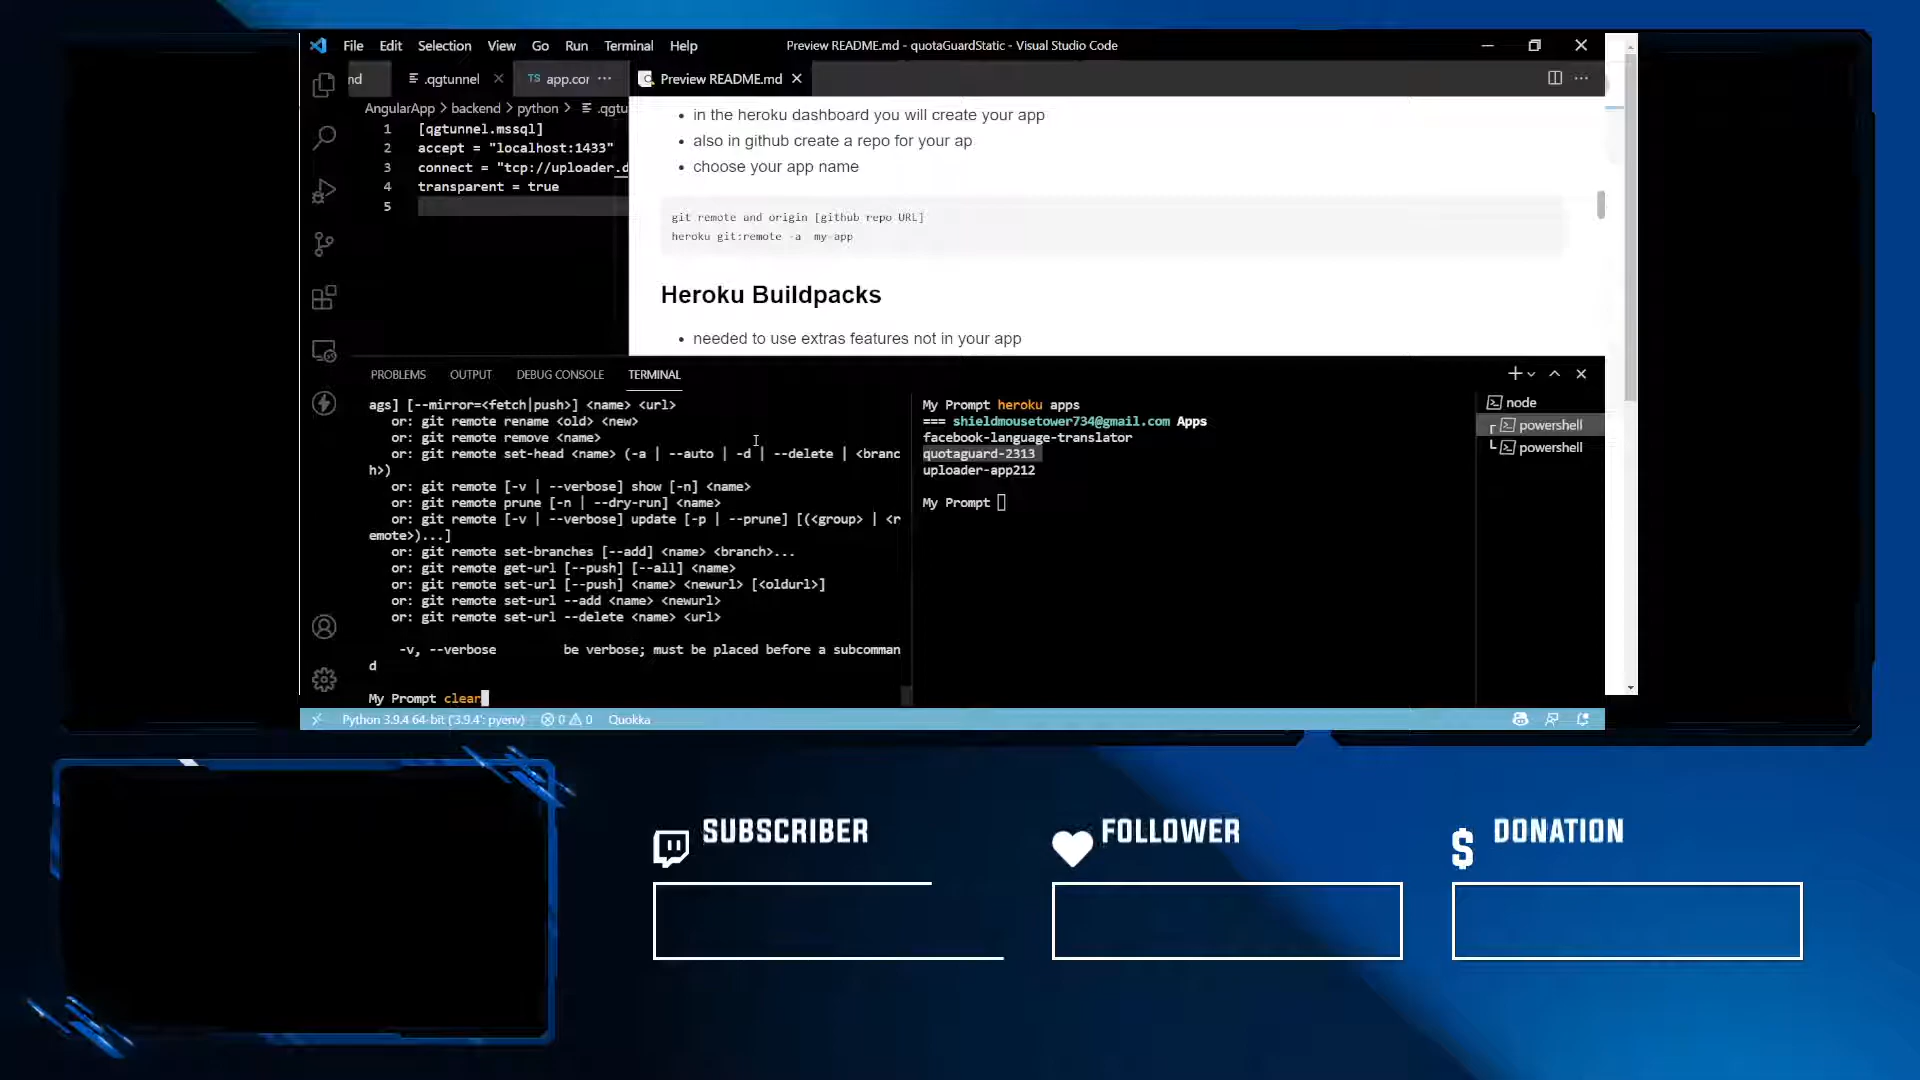 File Edit Selection View Go Run Terminal Help
Preview README.md - quotaGuardStatic - Visual Studio Code
nd
.qgtunnel
TS app.cor ...
Preview README.md
AngularApp > backend > python > .qgtu
1 [qgtunnel.mssql]
2 accept = "localhost:1433"
3 connect = "tcp://uploader.d
4 transparent = true
5
• in the heroku dashboard you will create your app
• also in github create a repo for your ap
• choose your app name
git remote and origin [github repo URL]
heroku git:remote -a my-app
Heroku Buildpacks
• needed to use extras features not in your app
PROBLEMS OUTPUT DEBUG CONSOLE TERMINAL
ags] [--mirror=<fetch|push>] <name> <url>
or: git remote rename <old> <new>
or: git remote remove <name>
or: git remote set-head <name> (-a | --auto | -d | --delete | <branc
h>)
or: git remote [-v | --verbose] show [-n] <name>
or: git remote prune [-n | --dry-run] <name>
or: git remote [-v | --verbose] update [-p | --prune] [(<group> | <r
emote>)...]
or: git remote set-branches [--add] <name> <branch>...
or: git remote get-url [--push] [--all] <name>
or: git remote set-url [--push] <name> <newurl> [<oldurl>]
or: git remote set-url --add <name> <newurl>
or: git remote set-url --delete <name> <url>
-v, --verbose be verbose; must be placed before a subcomman
d
My Prompt clear
My Prompt heroku apps
=== shieldmousetower734@gmail.com Apps
facebook-language-translator
quotaguard-2313
uploader-app212
My Prompt
node
powershell
powershell
Python 3.9.4 64-bit ('3.9.4': pyenv) 0 0 Quokka
SUBSCRIBER
FOLLOWER
$ DONATION